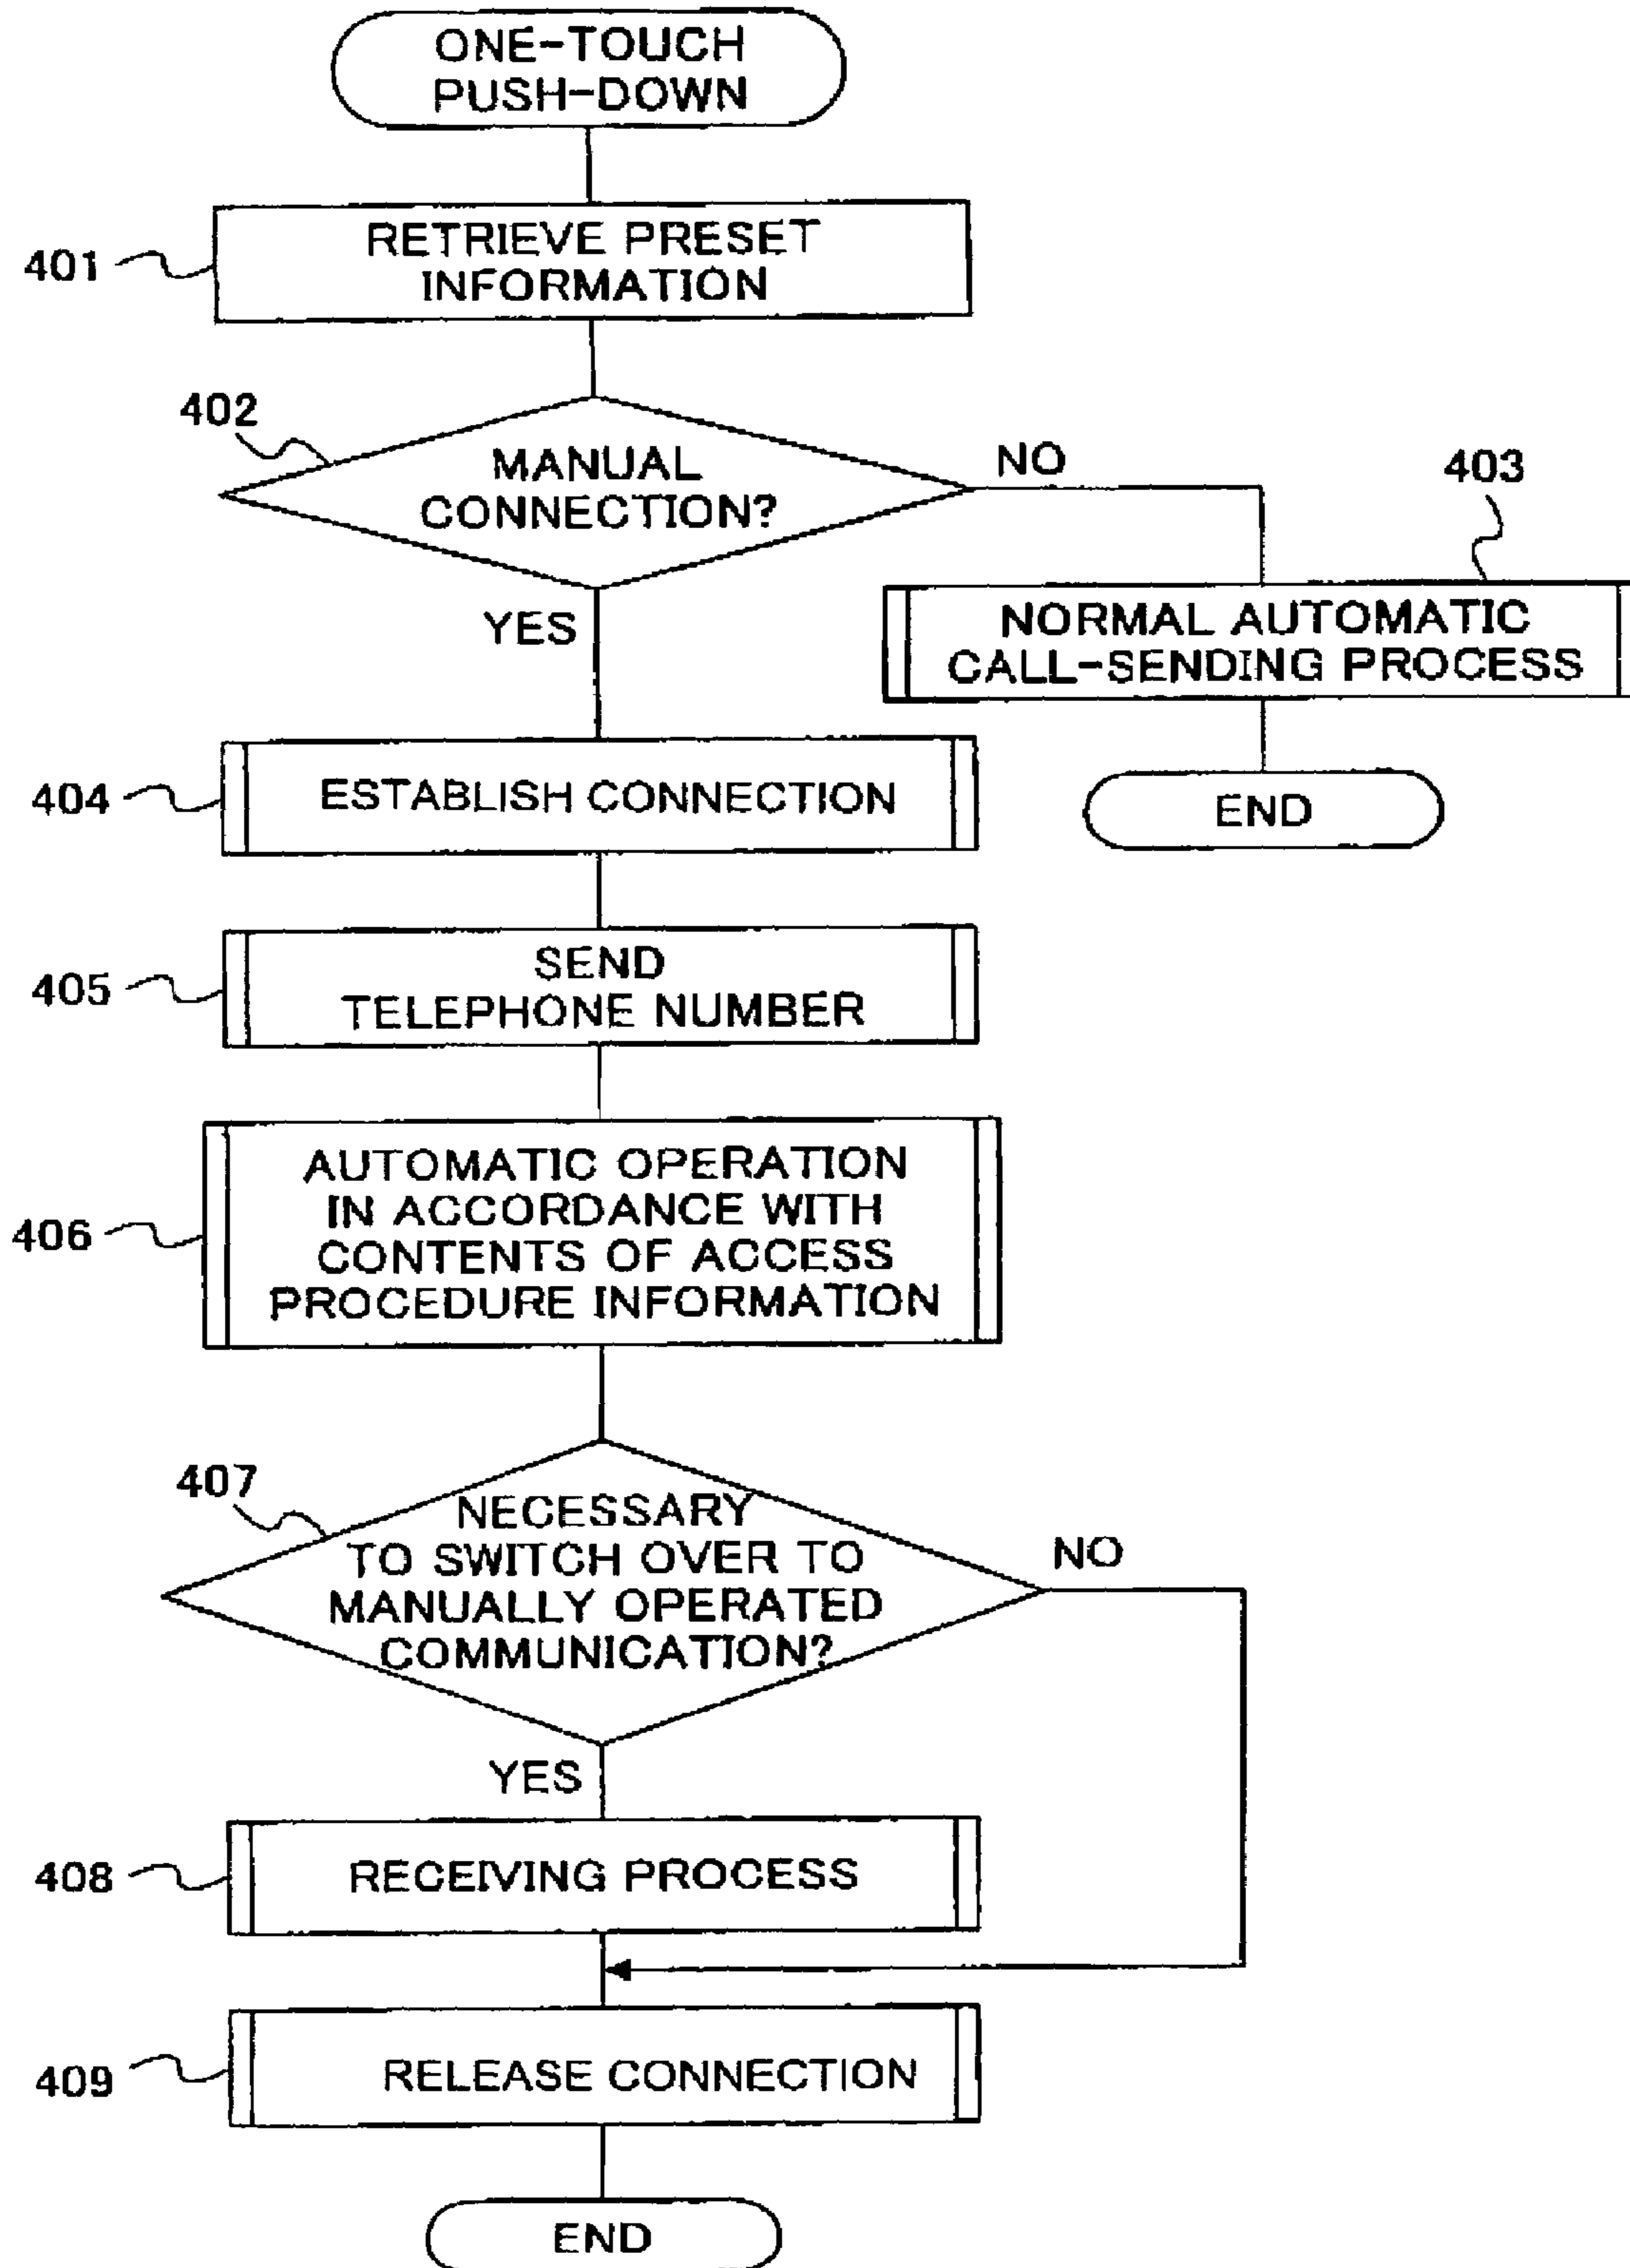 ONE-TOUCH
PUSH-DOWN
401
RETRIEVE PRESET
INFORMATION
402
MANUAL
CONNECTION?
NO
403
YES
NORMAL AUTOMATIC
CALL-SENDING PROCESS
404
ESTABLISH CONNECTION
END
405
SEND
TELEPHONE NUMBER
406
AUTOMATIC OPERATION
IN ACCORDANCE WITH
CONTENTS OF ACCESS
PROCEDURE INFORMATION
407
NECESSARY
TO SWITCH OVER TO
MANUALLY OPERATED
COMMUNICATION?
NO
YES
408
RECEIVING PROCESS
409
RELEASE CONNECTION
END